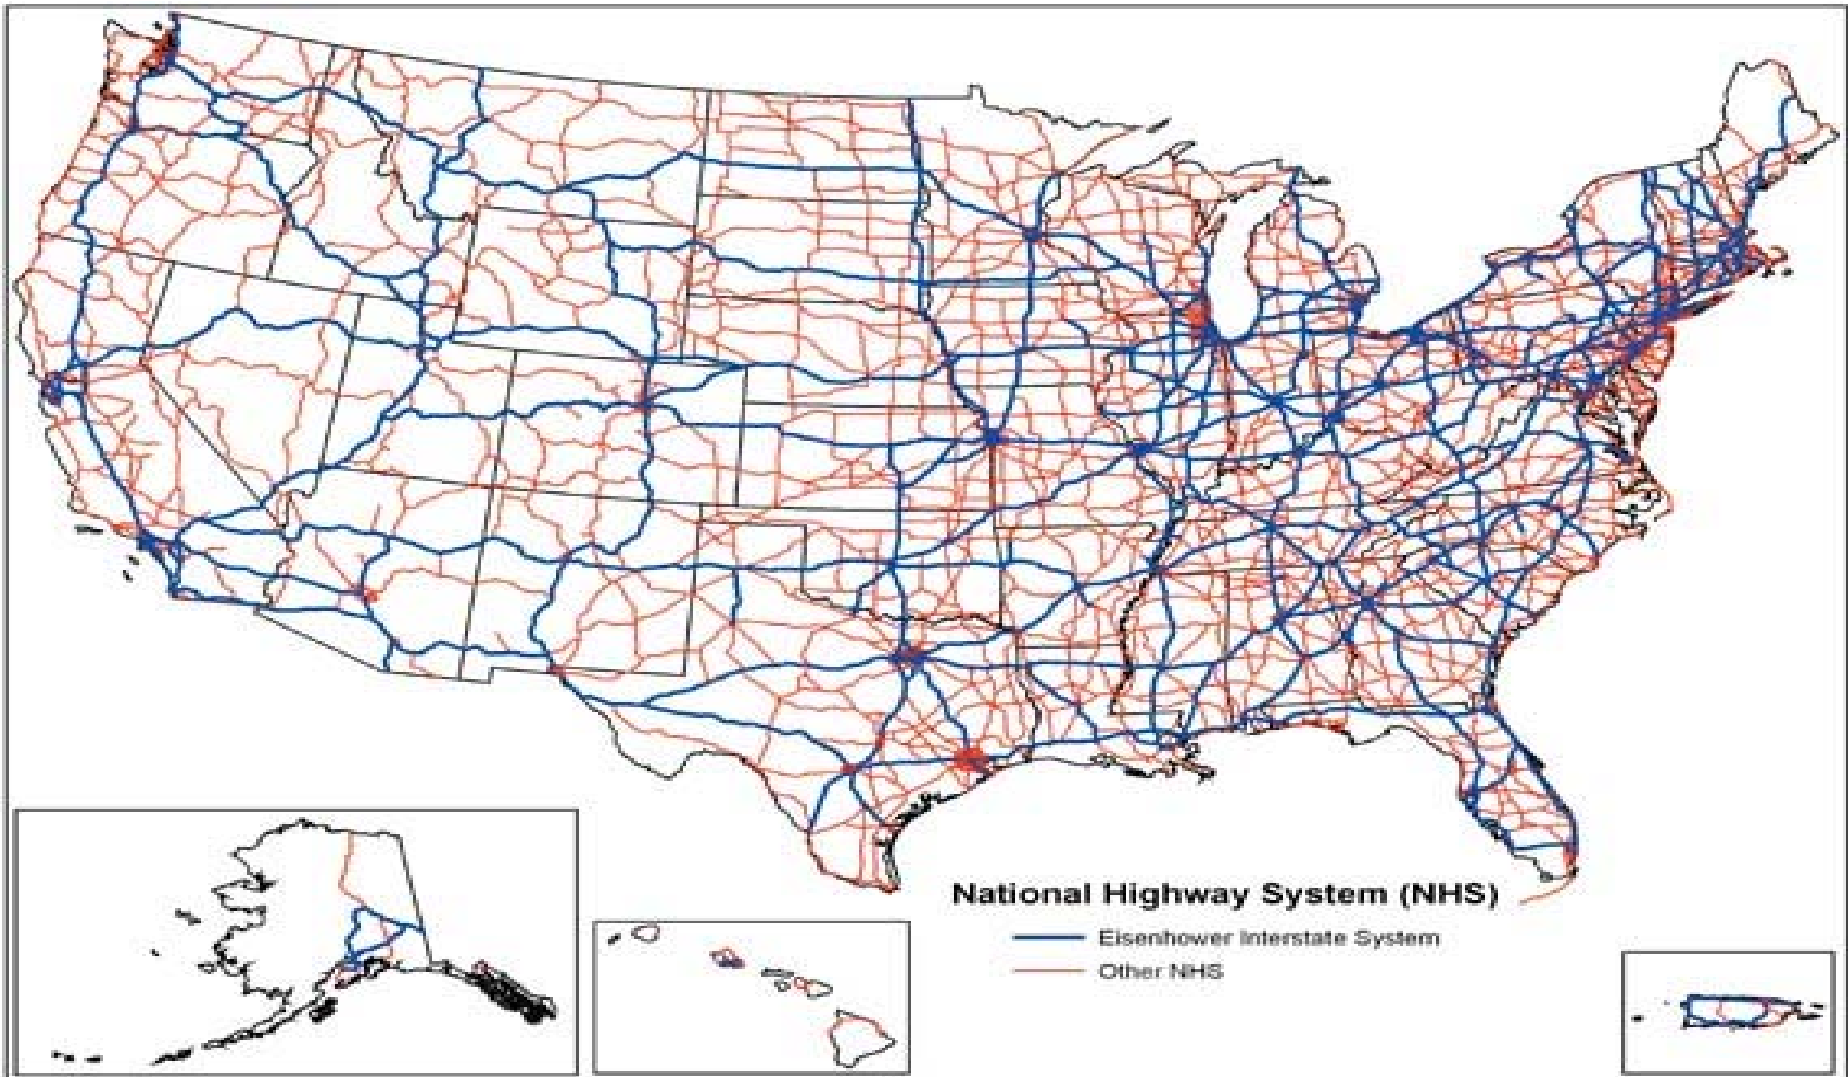 National Highway System (NHS)
Eisenhower Interstate System
Other NHS